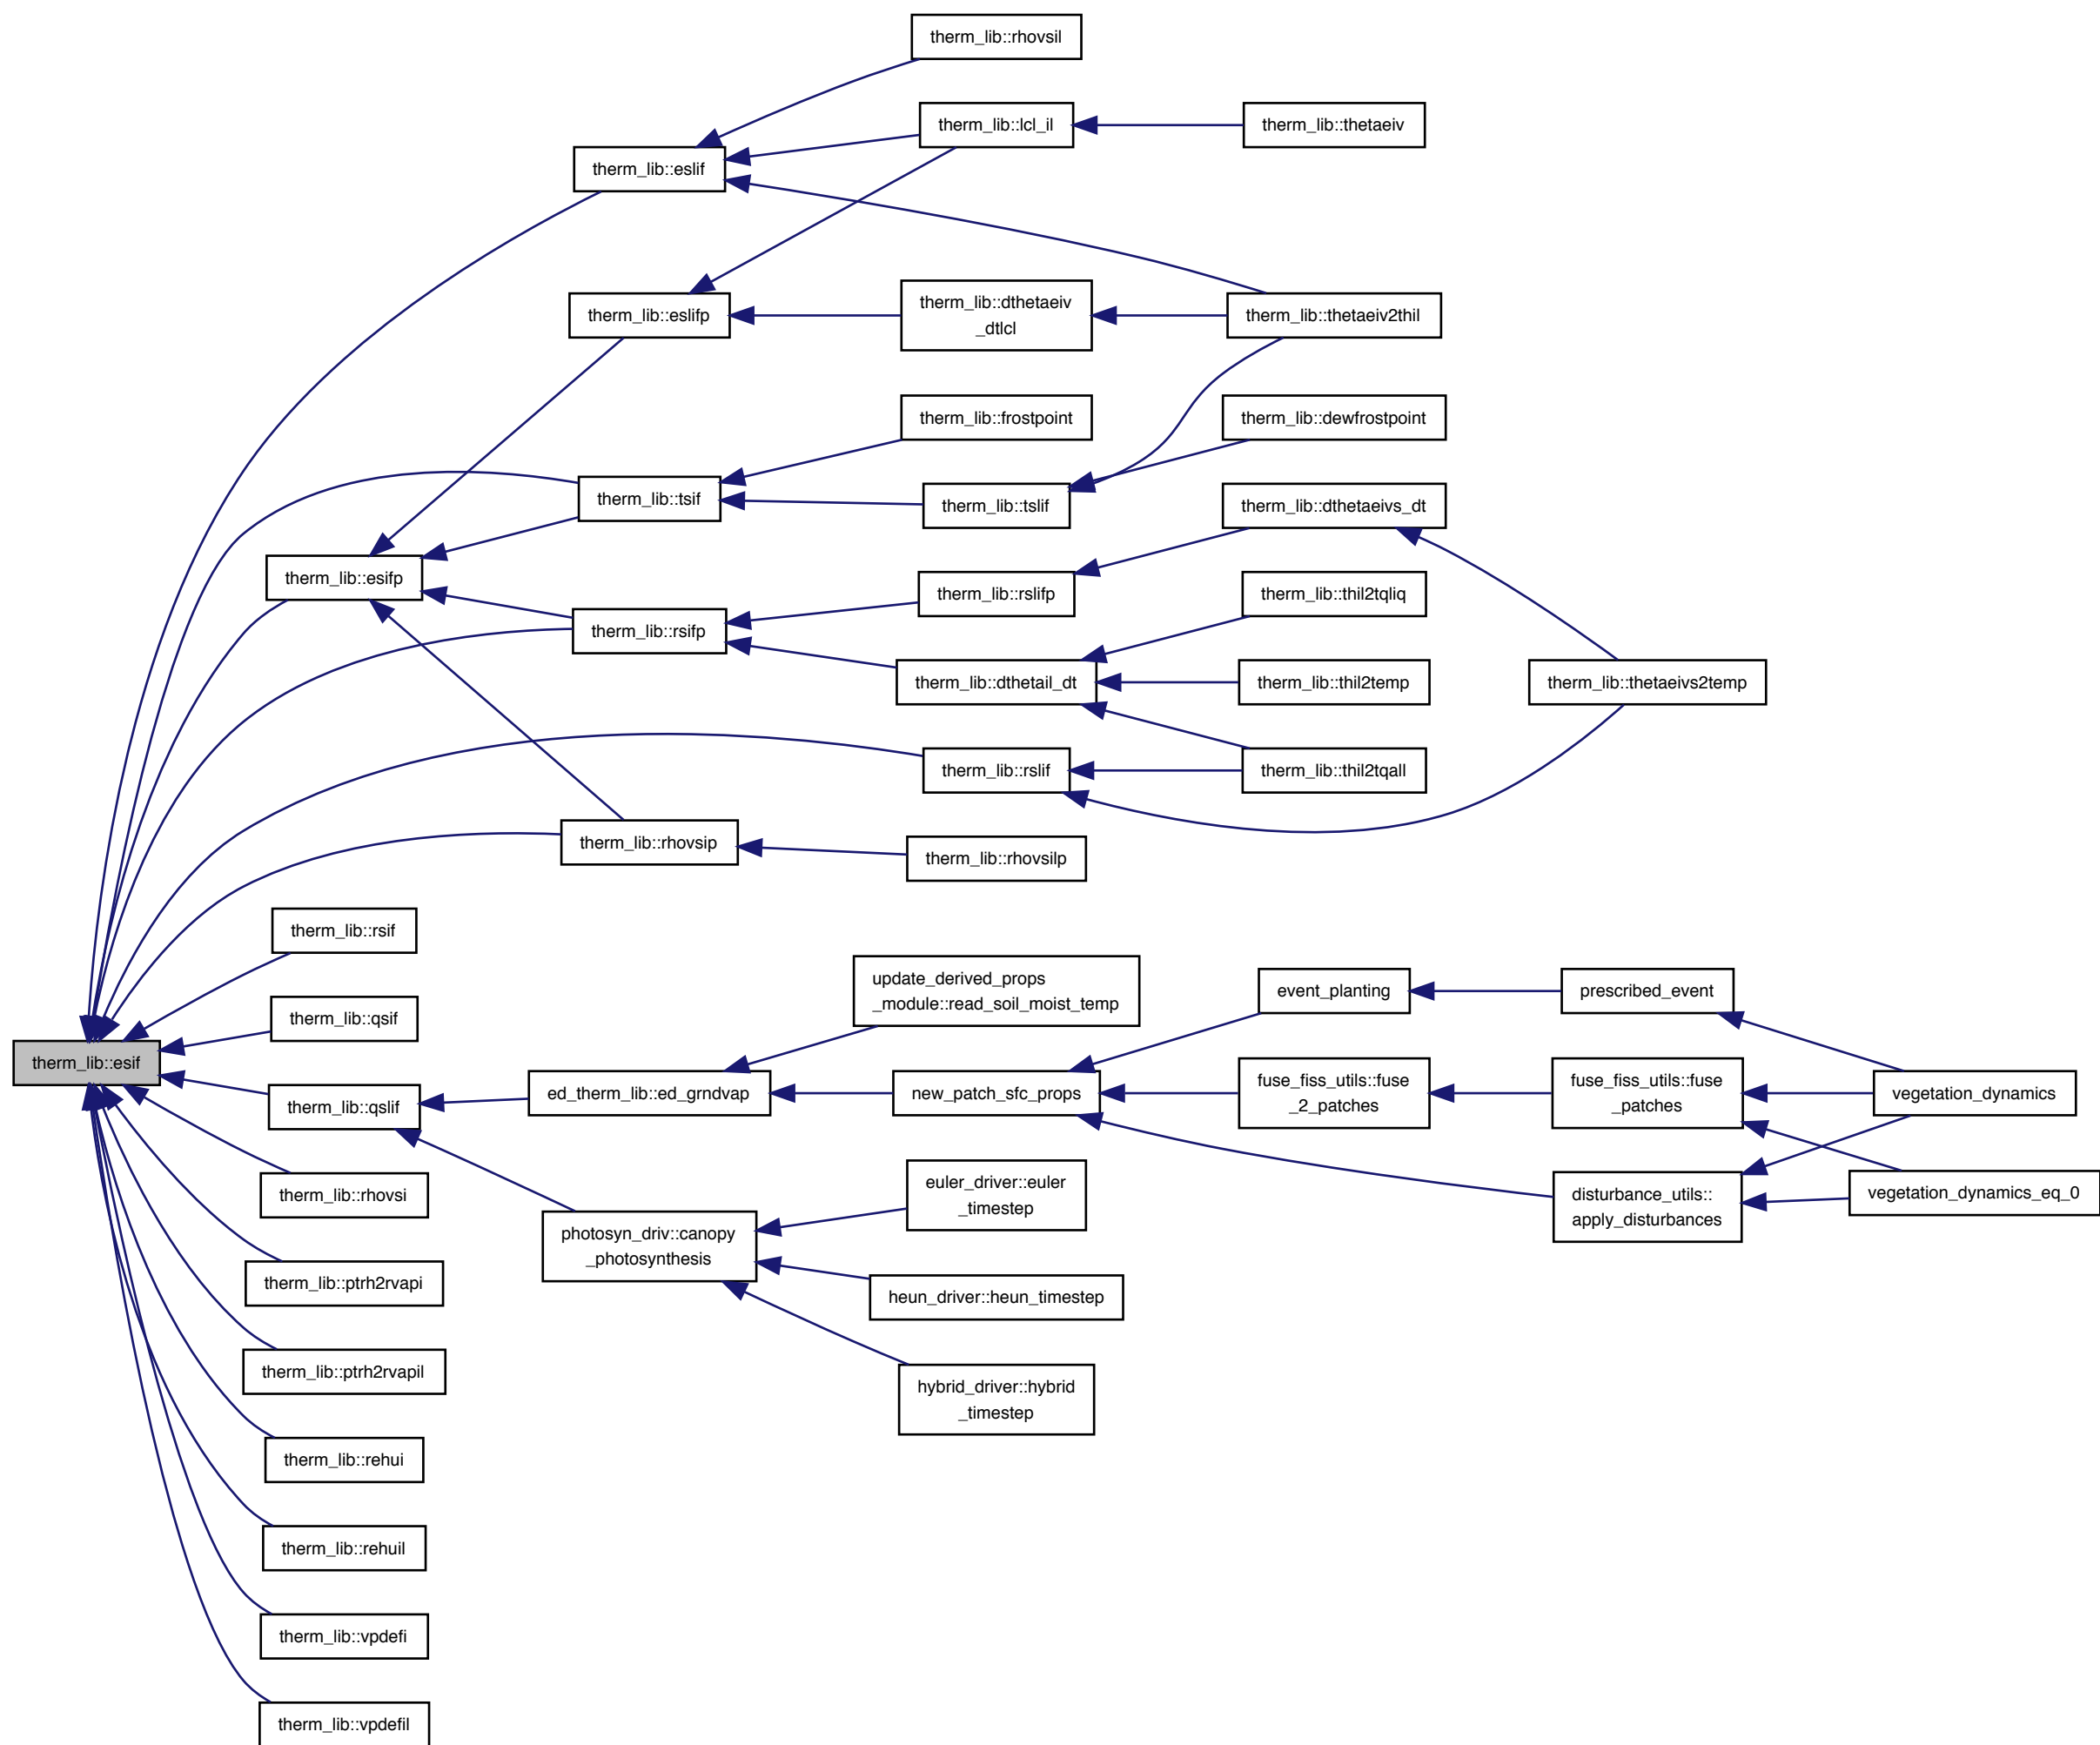 therm_lib::rhovsil
therm_lib::lcl_il
therm_lib::thetaeiv
therm_lib::eslif
therm_lib::eslifp
therm_lib::dthetaeiv
_dtlcl
therm_lib::thetaeiv2thil
therm_lib::frostpoint
therm_lib::dewfrostpoint
therm_lib::tsif
therm_lib::tslif
therm_lib::dthetaeivs_dt
therm_lib::esifp
therm_lib::rslifp
therm_lib::thil2tqliq
therm_lib::rsifp
therm_lib::dthetail_dt
therm_lib::thil2temp
therm_lib::thetaeivs2temp
therm_lib::rslif
therm_lib::thil2tqall
therm_lib::rhovsip
therm_lib::rhovsilp
therm_lib::rsif
update_derived_props
_module::read_soil_moist_temp
event_planting
prescribed_event
therm_lib::qsif
therm_lib::esif
therm_lib::qslif
ed_therm_lib::ed_grndvap
new_patch_sfc_props
fuse_fiss_utils::fuse
_2_patches
fuse_fiss_utils::fuse
_patches
vegetation_dynamics
therm_lib::rhovsi
euler_driver::euler
_timestep
disturbance_utils::
apply_disturbances
vegetation_dynamics_eq_0
photosyn_driv::canopy
_photosynthesis
therm_lib::ptrh2rvapi
heun_driver::heun_timestep
therm_lib::ptrh2rvapil
hybrid_driver::hybrid
_timestep
therm_lib::rehui
therm_lib::rehuil
therm_lib::vpdefi
therm_lib::vpdefil